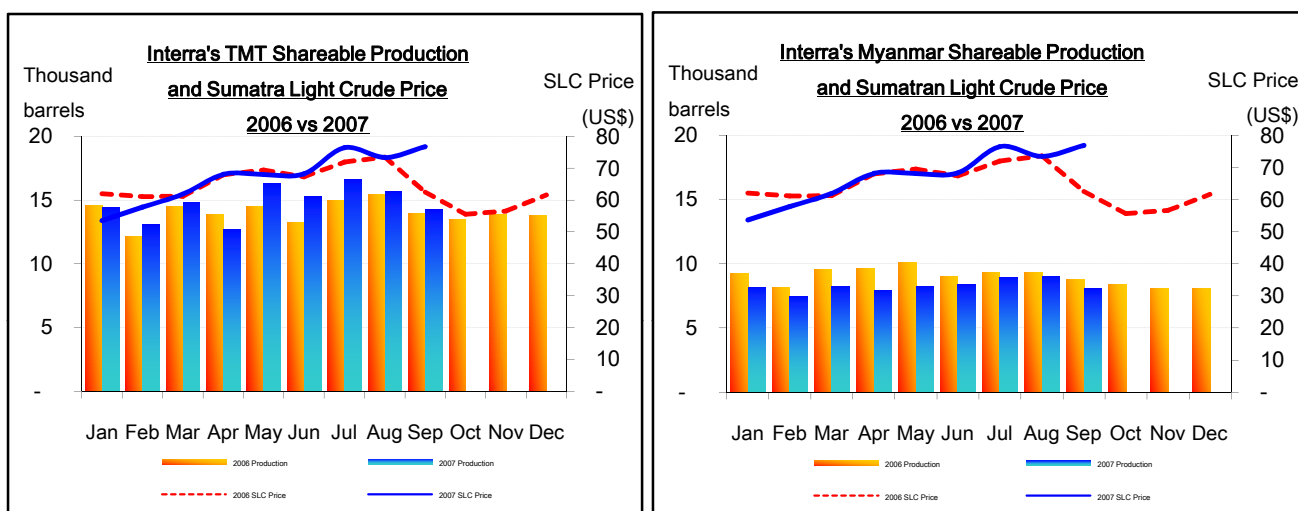 Interra's TMT Shareable Production
and Sumatra Light Crude Price
2006 vs 2007
Thousand
barrels
SLC Price
(US$)
20
15
10
5
-
80
70
60
50
40
30
20
10
-
Jan Feb Mar Apr May Jun Jul Aug Sep Oct Nov Dec
2006 Production
2007 Production
2006 SLC Price
2007 SLC Price
Interra's Myanmar Shareable Production
and Sumatran Light Crude Price
2006 vs 2007
Thousand
barrels
SLC Price
(US$)
20
15
10
5
-
80
70
60
50
40
30
20
10
-
Jan Feb Mar Apr May Jun Jul Aug Sep Oct Nov Dec
2006 Production
2007 Production
2006 SLC Price
2007 SLC Price